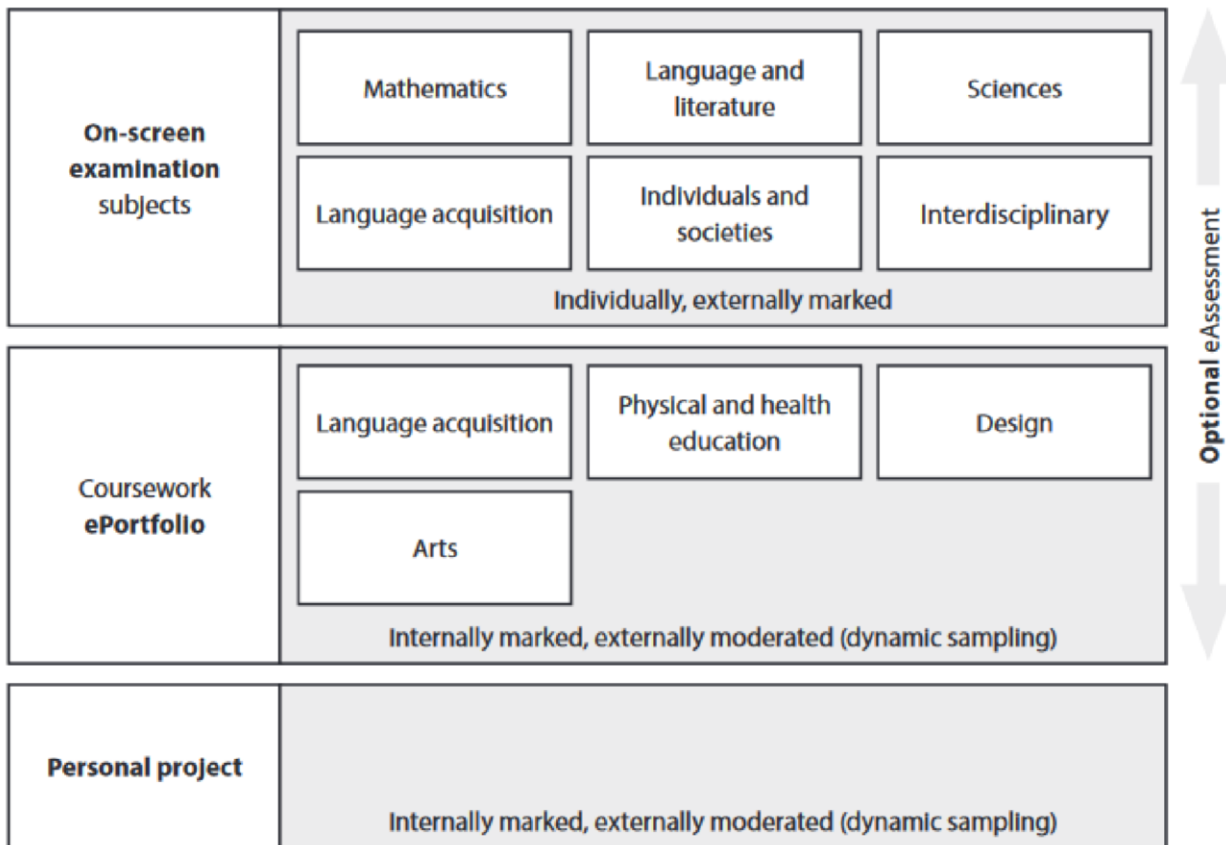 On-screen
examination
subjects
Mathematics
Language and
literature
Sciences
Language acquisition
Individuals and
societies
Interdisciplinary
Individually, externally marked
Coursework
ePortfolio
Language acquisition
Physical and health
education
Design
Arts
Internally marked, externally moderated (dynamic sampling)
Personal project
Internally marked, externally moderated (dynamic sampling)
Optional eAssessment